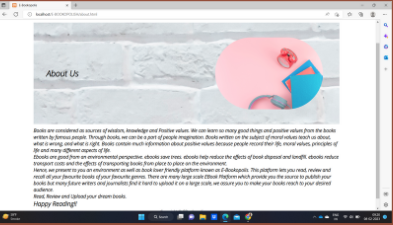 E-Bookopolis
localhost
About Us
Books are considered as sources of wisdom, knowledge and Positive values. We can learn so many good things and positive values from the books
written by famous people. Through books, we can be a part of people imagination. Books written on the subject of moral values teach us about,
what is wrong, and what is right. Books contain much information about positive values because people record their life, moral values, principles of
life and many different aspects of life.
Ebooks are good from an environmental perspective. ebooks save trees. ebooks help reduce the effects of book disposal and landfill. ebooks reduce
transport costs and the effects of transporting books from place to place on the environment.
Hence, we present to you an environment as well as book lover friendly platform known as E-Bookopolis. This platform lets you read, review and
recall all your favourite books of your favourite genres. There are many large scale EBook Platform which provide you the source to publish your
books but many future writers and journalists find it hard to upload it on a large scale, we assure you to make your books reach to your desired
audience.
Read, Review and Upload your dream books.
Happy Reading!!
Search